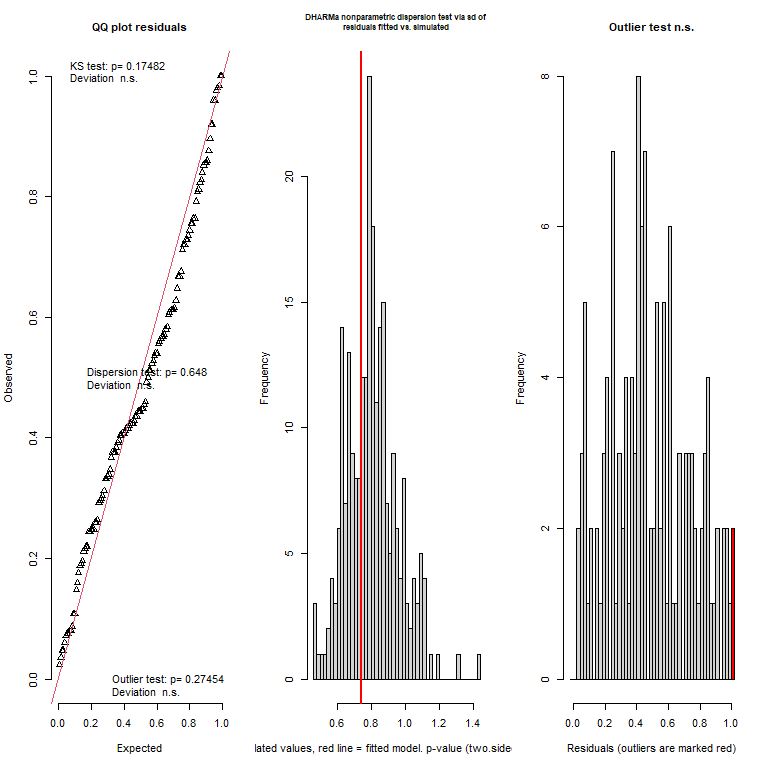 QQ plot residuals
KS test: p= 0.17482
Deviation n.s.
Dispersion test: p= 0.648
Deviation n.s.
Outlier test: p= 0.27454
Deviation n.s.
Observed
0.0 0.2 0.4 0.6 0.8 1.0
0.0 0.2 0.4 0.6 0.8 1.0
Expected
DHARMa nonparametric dispersion test via sd of
residuals fitted vs. simulated
Frequency
0 5 10 15 20
0.6 0.8 1.0 1.2 1.4
lated values, red line = fitted model. p-value (two.side
Outlier test n.s.
Frequency
0 2 4 6 8
0.0 0.2 0.4 0.6 0.8 1.0
Residuals (outliers are marked red)